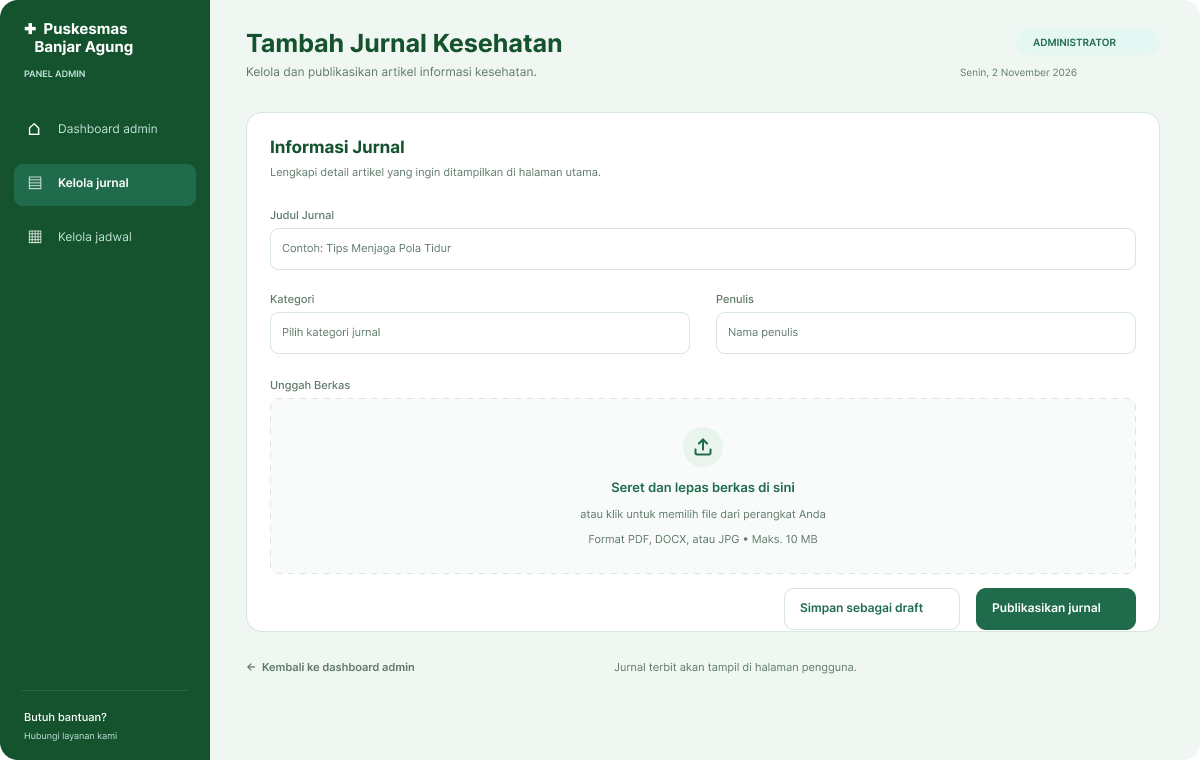 ✚ Puskesmas
Banjar Agung
PANEL ADMIN
Dashboard admin
Kelola jurnal
Kelola jadwal
Butuh bantuan?
Hubungi layanan kami
Tambah Jurnal Kesehatan
Kelola dan publikasikan artikel informasi kesehatan.
ADMINISTRATOR
Senin, 2 November 2026
Informasi Jurnal
Lengkapi detail artikel yang ingin ditampilkan di halaman utama.
Judul Jurnal
Contoh: Tips Menjaga Pola Tidur
Kategori
Pilih kategori jurnal
Penulis
Nama penulis
Unggah Berkas
Seret dan lepas berkas di sini
atau klik untuk memilih file dari perangkat Anda
Format PDF, DOCX, atau JPG • Maks. 10 MB
Simpan sebagai draft
Publikasikan jurnal
← Kembali ke dashboard admin
Jurnal terbit akan tampil di halaman pengguna.